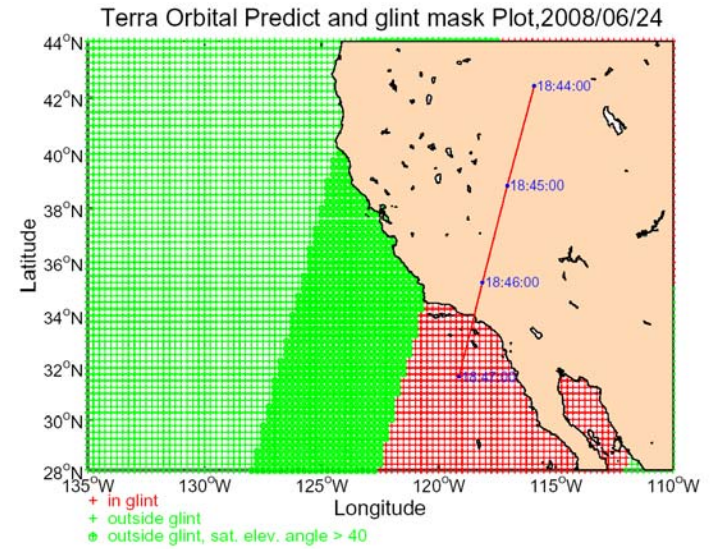 Terra Orbital Predict and glint mask Plot,2008/06/24
44°N
42°N
40°N
38°N
36°N
34°N
32°N
30°N
28°N
Latitude
18:44:00
18:45:00
18:46:00
18:47:00
135°W
130°W
125°W
120°W
115°W
110°W
Longitude
+ in glint
+ outside glint
outside glint, sat. elev. angle > 40